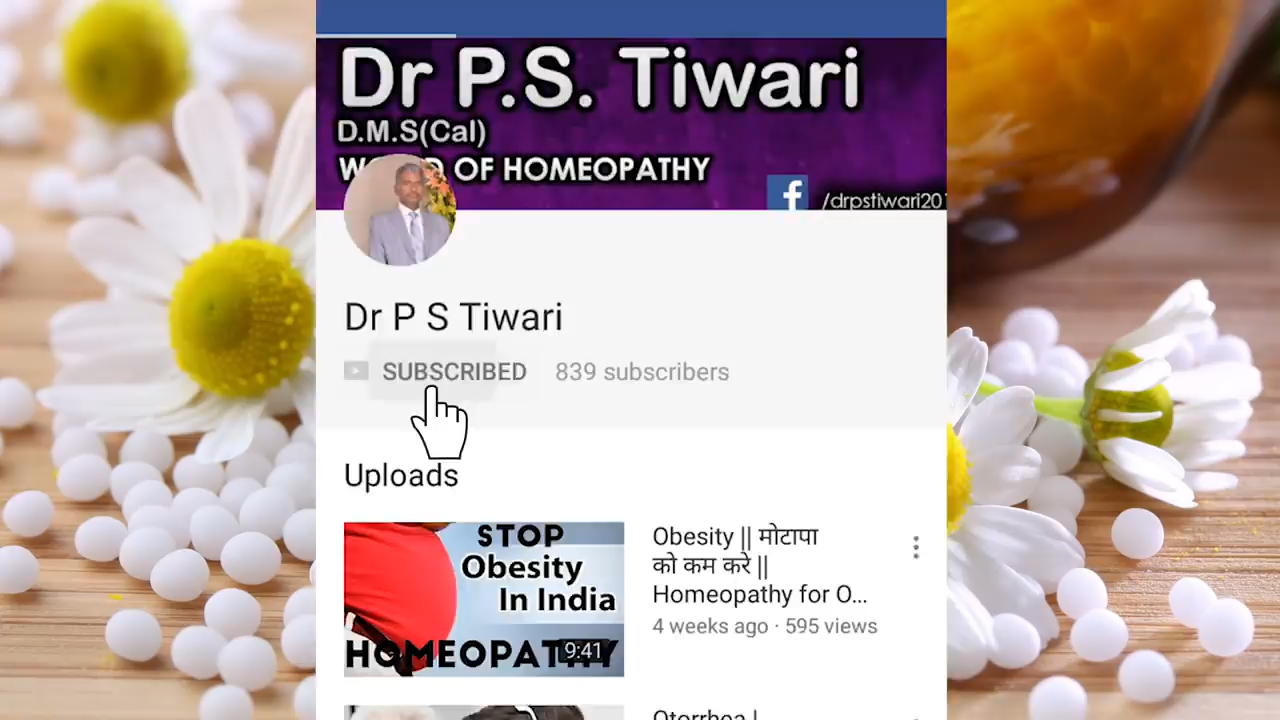 Dr P.S. Tiwari
D.M.S(Cal)
OF HOMEOPATHY
f /drpstiwari201
Dr P S Tiwari
SUBSCRIBED 839 subscribers
Uploads
STOP
Obesity
In India
HOMEOPATHY
9:41
Obesity || मोटापा
को कम करे ||
Homeopathy for O...
4 weeks ago · 595 views